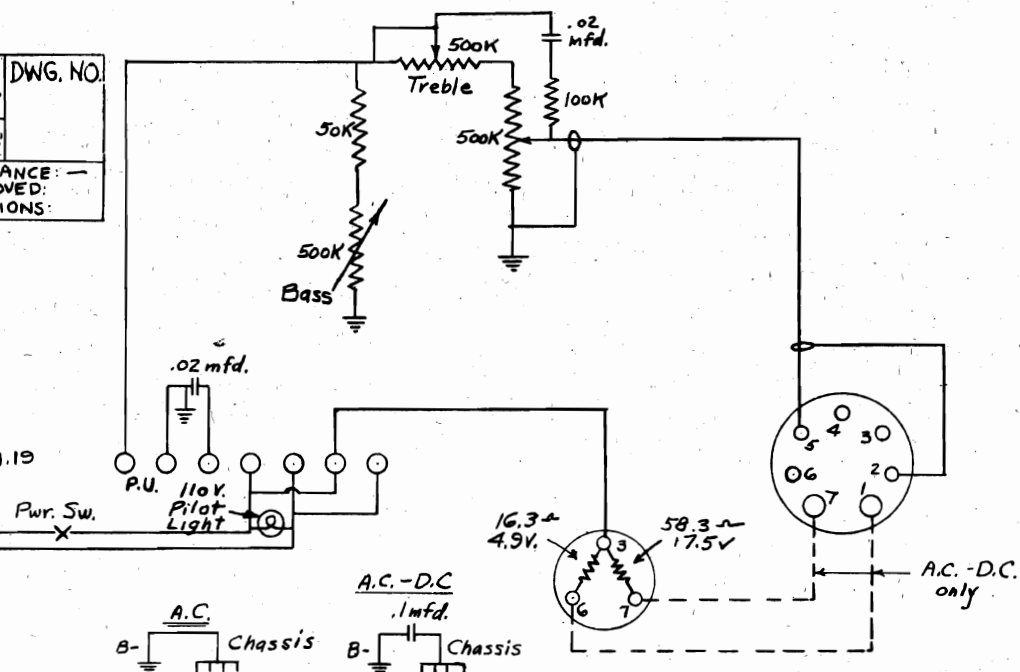 DWG. NO.
ANCE: —
OVED:
IONS:
.02
mfd.
500K
Treble
100K
50K
500K
500K
Bass
.02 mfd.
.19
P.U.
110 V.
Pilot
Light
Pwr. Sw.
4
5
3
6
2
7
1
16.3 Ω
4.9V.
58.3 Ω
17.5V
3
6
7
A.C. - D.C.
only
A.C.
B-
Chassis
A.C. - D.C
.1mfd.
B-
Chassis